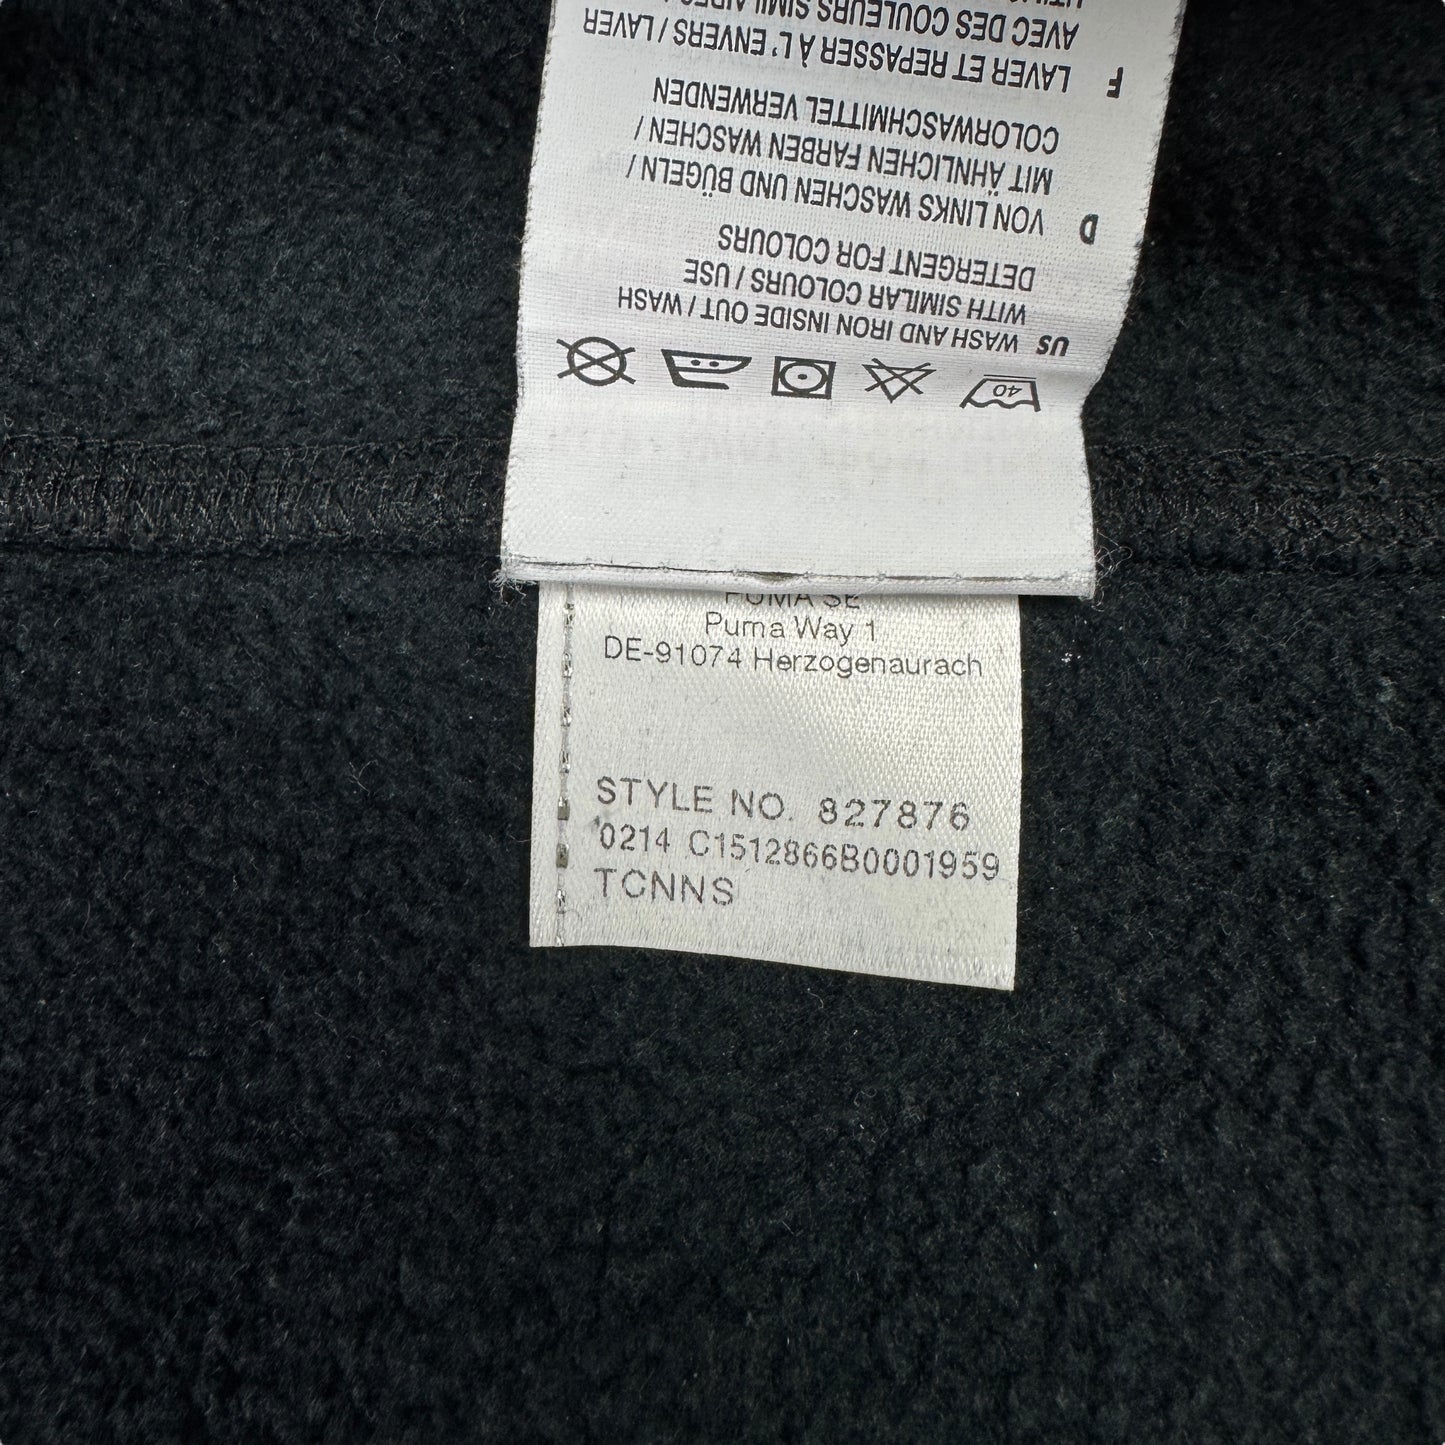 40
US WASH AND IRON INSIDE OUT / WASH
WITH SIMILAR COLOURS / USE
DETERGENT FOR COLOURS
D VON LINKS WASCHEN UND BÜGELN /
MIT ÄHNLICHEN FARBEN WASCHEN /
COLORWASCHMITTEL VERWENDEN
F LAVER ET REPASSER À L'ENVERS / LAVER
AVEC DES COULEURS SIMILAIRES
PUMA SE
Puma Way 1
DE-91074 Herzogenaurach
STYLE NO. 827876
0214 C1512866B0001959
TCNNS